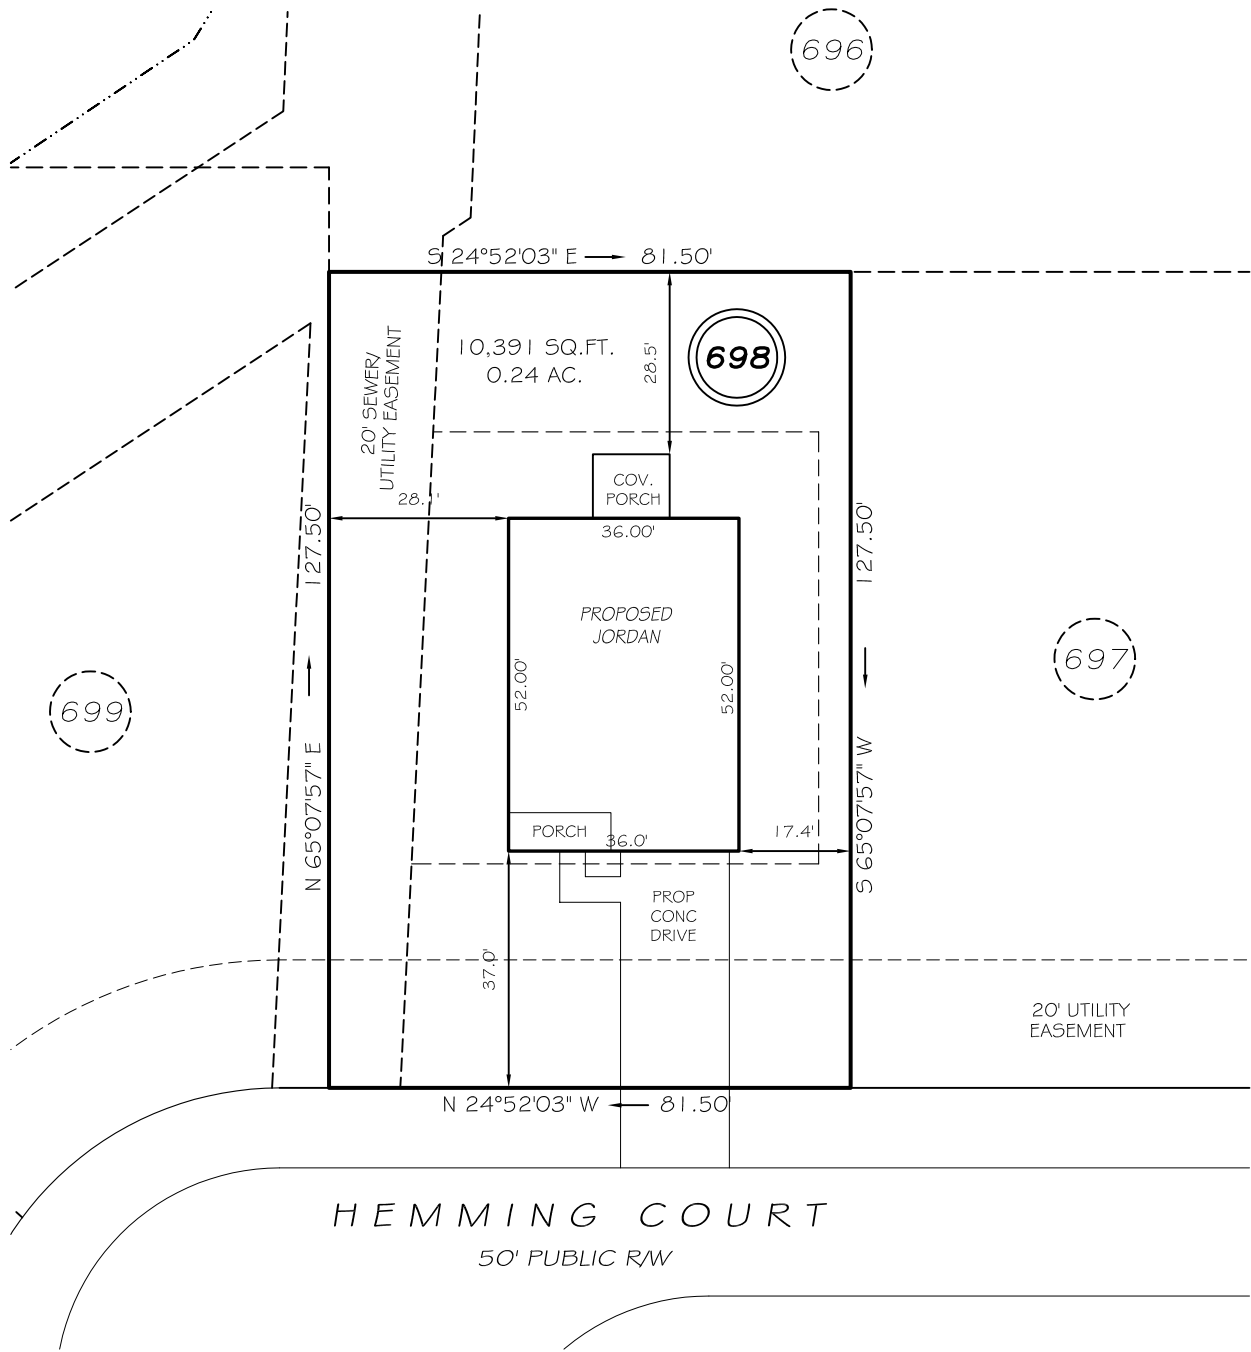 696
S 24°52'03" E 81.50'
10,391 SQ.FT.
0.24 AC.
28.5'
698
20' SEWER/
UTILITY EASEMENT
28.1'
COV.
PORCH
36.00'
127.50'
127.50'
PROPOSED
JORDAN
52.00'
52.00'
697
699
N 65°07'57" E
S 65°07'57" W
PORCH
36.0'
17.4'
PROP
CONC
DRIVE
37.0'
20' UTILITY
EASEMENT
N 24°52'03" W 81.50'
HEMMING COURT
50' PUBLIC R/W